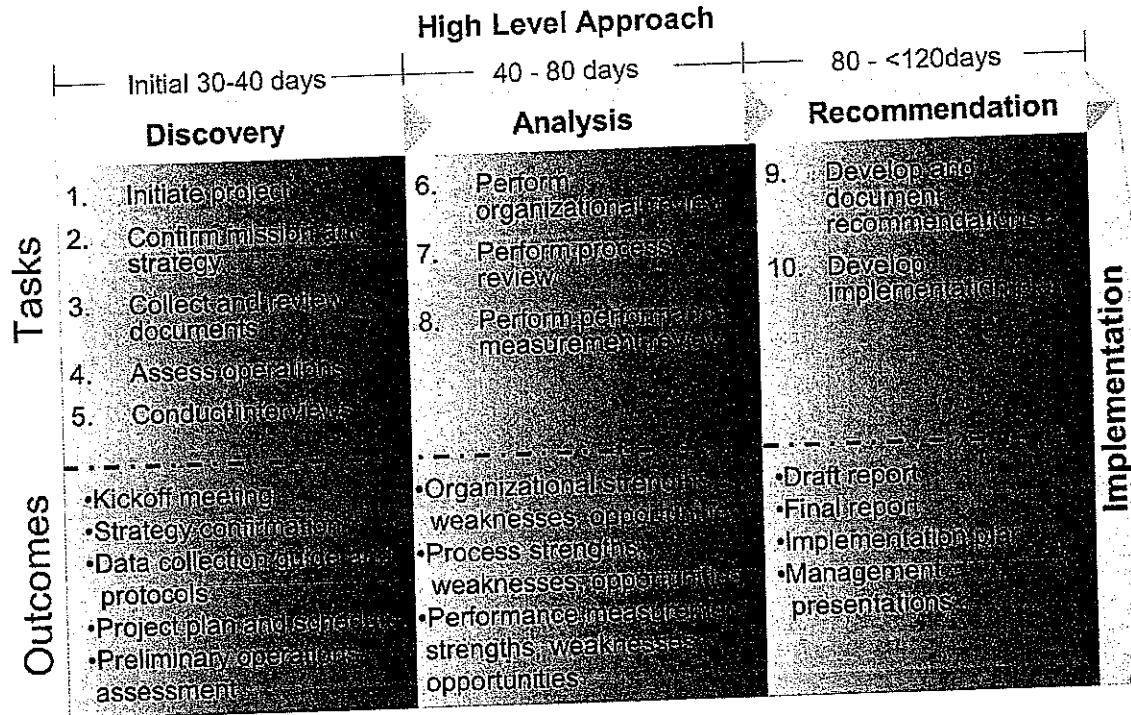 High Level Approach
Initial 30-40 days
40 - 80 days
80 - <120days
Discovery
Analysis
Recommendation
Tasks
1. Initiate project
2. Confirm mission and
strategy
3. Collect and review
documents
4. Assess operations
5. Conduct interviews
6. Perform
organizational review
7. Perform process
review
8. Perform performance
measurement review
9. Develop and
document
recommendations
10. Develop
implementation
Outcomes
•Kickoff meeting
•Strategy confirmation
•Data collection guide and
protocols
•Project plan and schedule
•Preliminary operations
assessment
•Organizational strengths
weaknesses, opportunities
•Process strengths
weaknesses, opportunities
•Performance measurement
strengths, weaknesses
opportunities
•Draft report
•Final report
•Implementation plan
•Management
presentations
Implementation